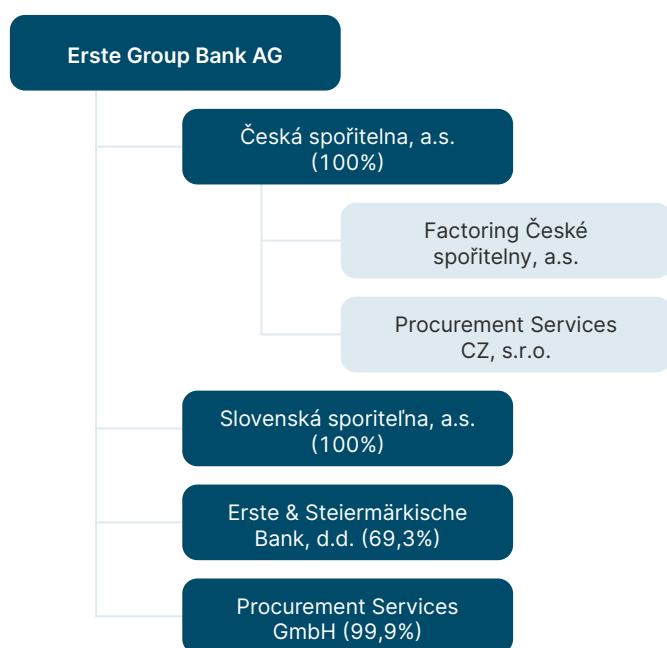 Erste Group Bank AG
Česká spořitelna, a.s.
(100%)
Factoring České
spořitelny, a.s.
Procurement Services
CZ, s.r.o.
Slovenská sporiteľna, a.s.
(100%)
Erste & Steiermärkische
Bank, d.d. (69,3%)
Procurement Services
GmbH (99,9%)